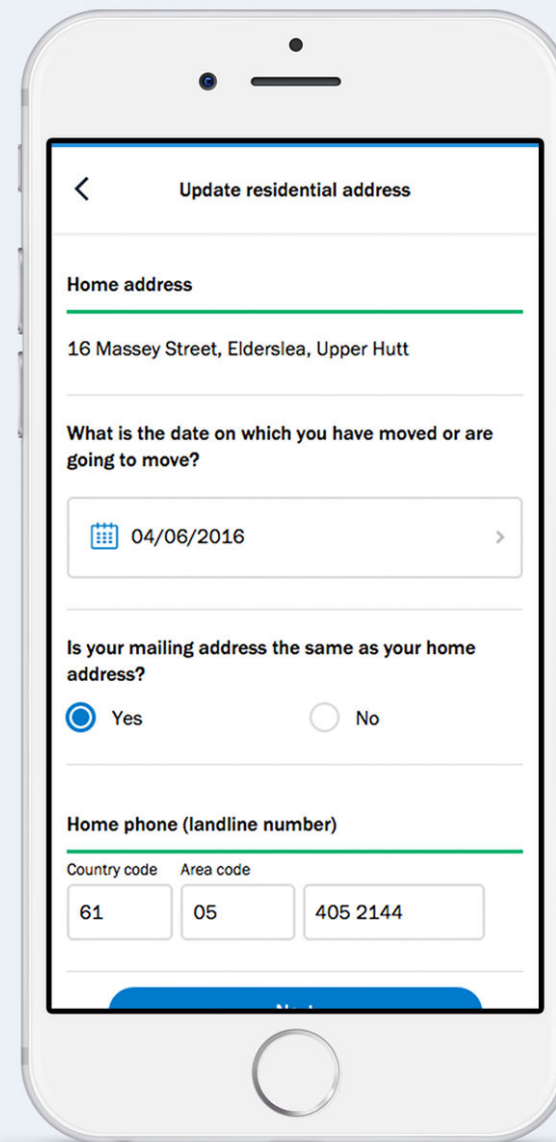 Update residential address
Home address
16 Massey Street, Elderslea, Upper Hutt
What is the date on which you have moved or are
going to move?
04/06/2016
Is your mailing address the same as your home
address?
Yes No
Home phone (landline number)
Country code Area code
61 05 405 2144